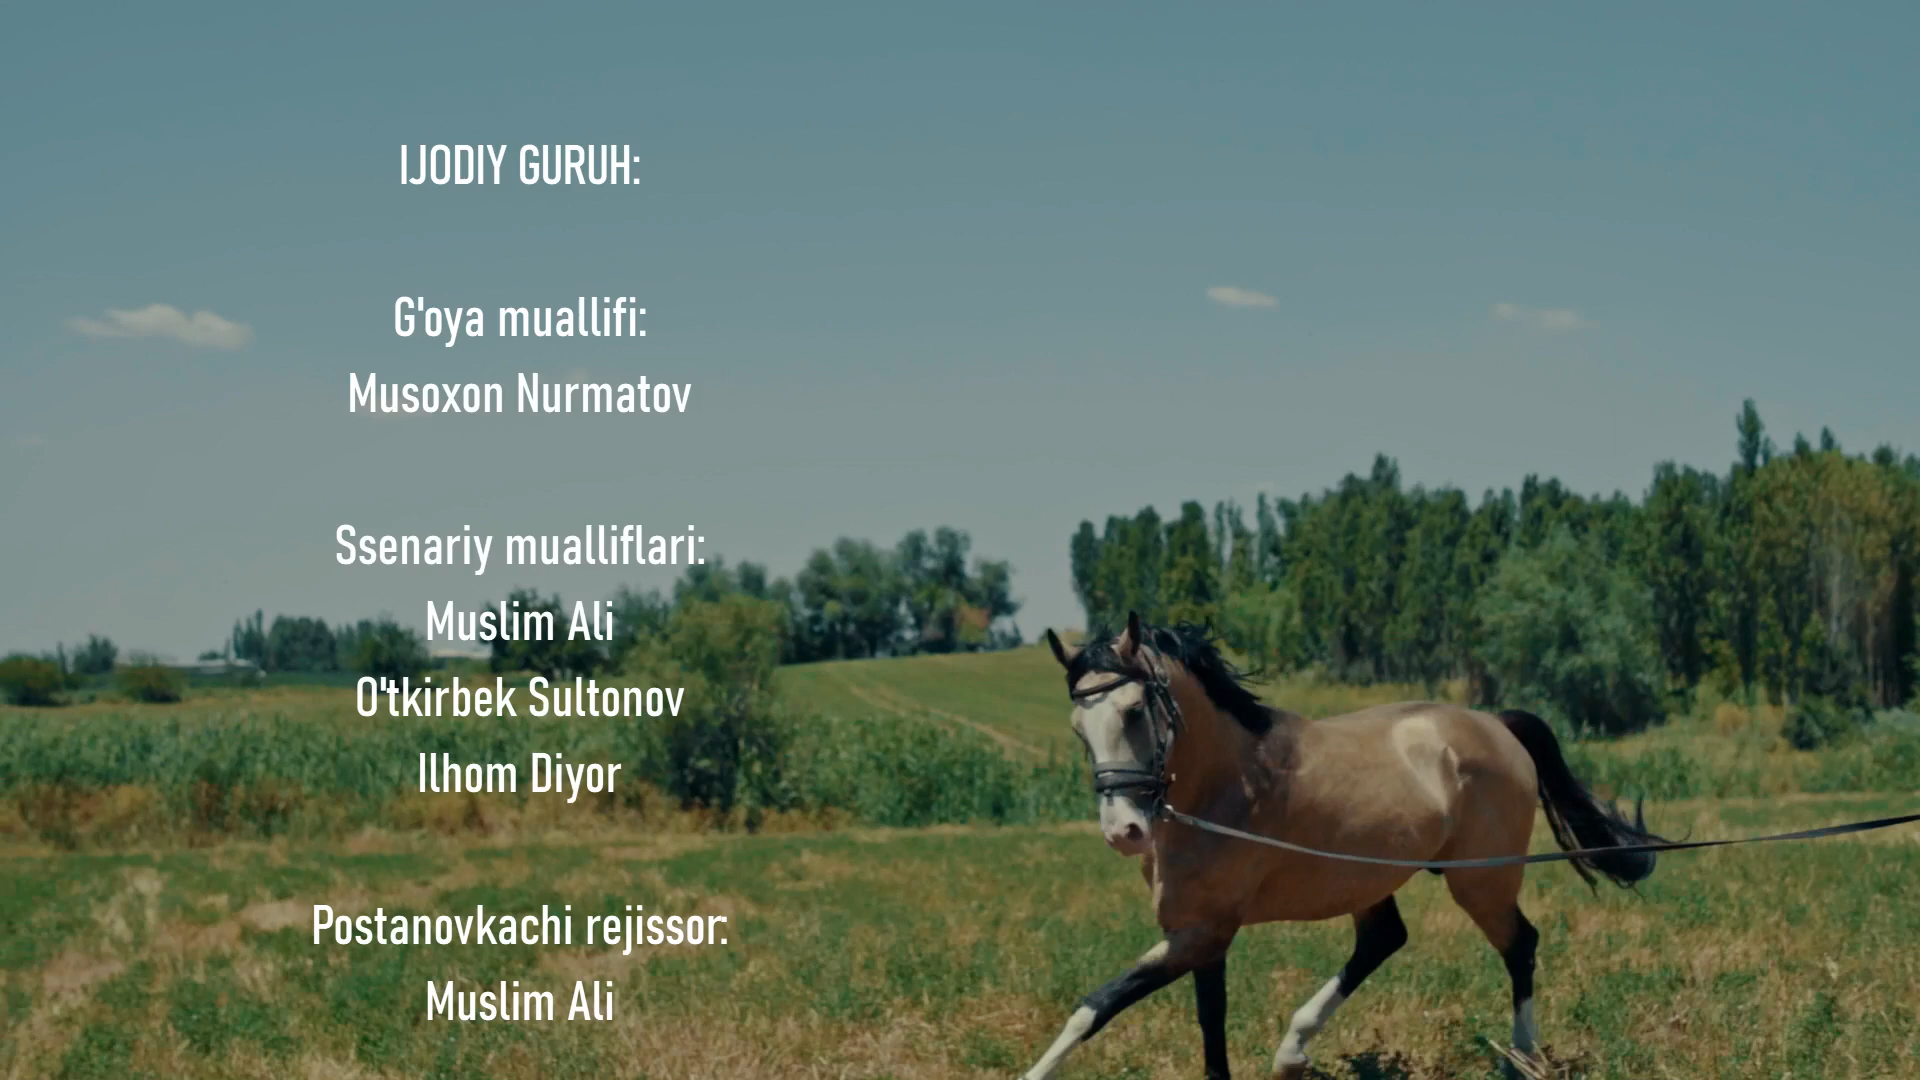 IJODIY GURUH:
G'oya muallifi:
Musoxon Nurmatov
Ssenariy mualliflari:
Muslim Ali
O'tkirbek Sultonov
Ilhom Diyor
Postanovkachi rejissor:
Muslim Ali